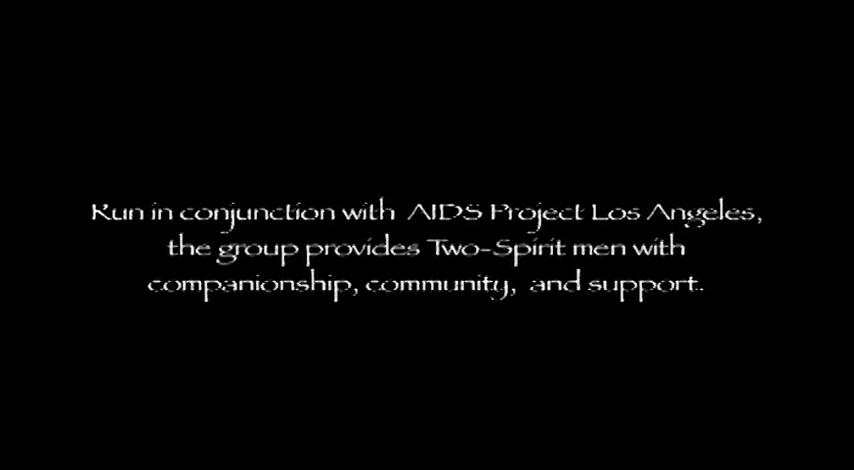 Run in conjunction with AIDS Project Los Angeles,
the group provides Two-Spirit men with
companionship, community, and support.